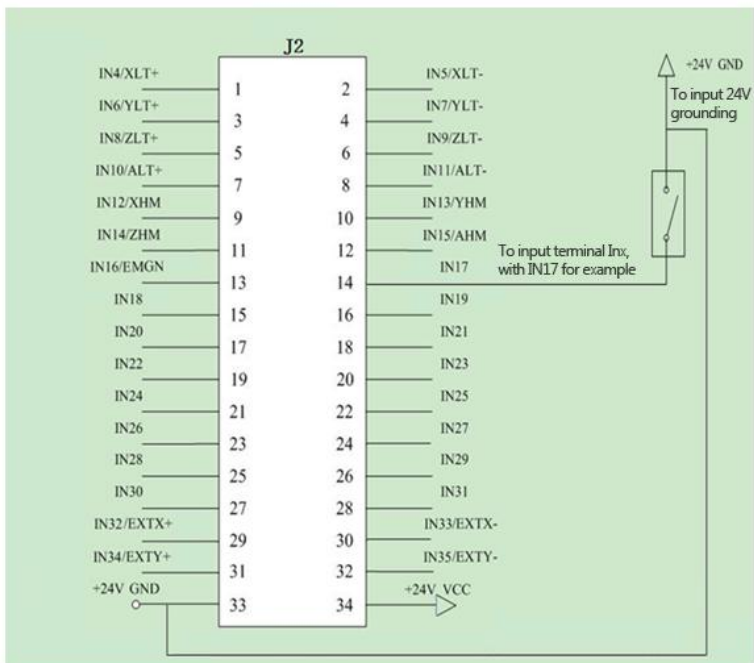 J2
IN4/XLT+ 1 2 IN5/XLT-
IN6/YLT+ 3 4 IN7/YLT-
IN8/ZLT+ 5 6 IN9/ZLT-
IN10/ALT+ 7 8 IN11/ALT-
IN12/XHM 9 10 IN13/YHM
IN14/ZHM 11 12 IN15/AHM
IN16/EMGN 13 14 IN17
IN18 15 16 IN19
IN20 17 18 IN21
IN22 19 20 IN23
IN24 21 22 IN25
IN26 23 24 IN27
IN28 25 26 IN29
IN30 27 28 IN31
IN32/EXTX+ 29 30 IN33/EXTX-
IN34/EXTY+ 31 32 IN35/EXTY-
+24V GND 33 34 +24V VCC
+24V GND
To input 24V
grounding
To input terminal Inx,
with IN17 for example